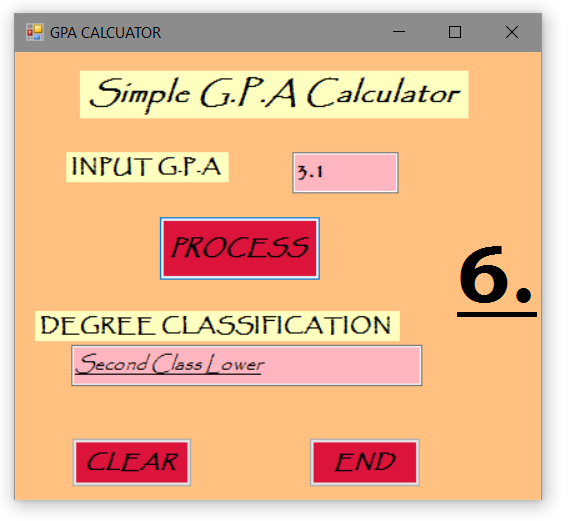 GPA CALCUATOR
Simple G.P.A Calculator
INPUT G.P.A
3.1
PROCESS
6.
DEGREE CLASSIFICATION
Second Class Lower
CLEAR
END